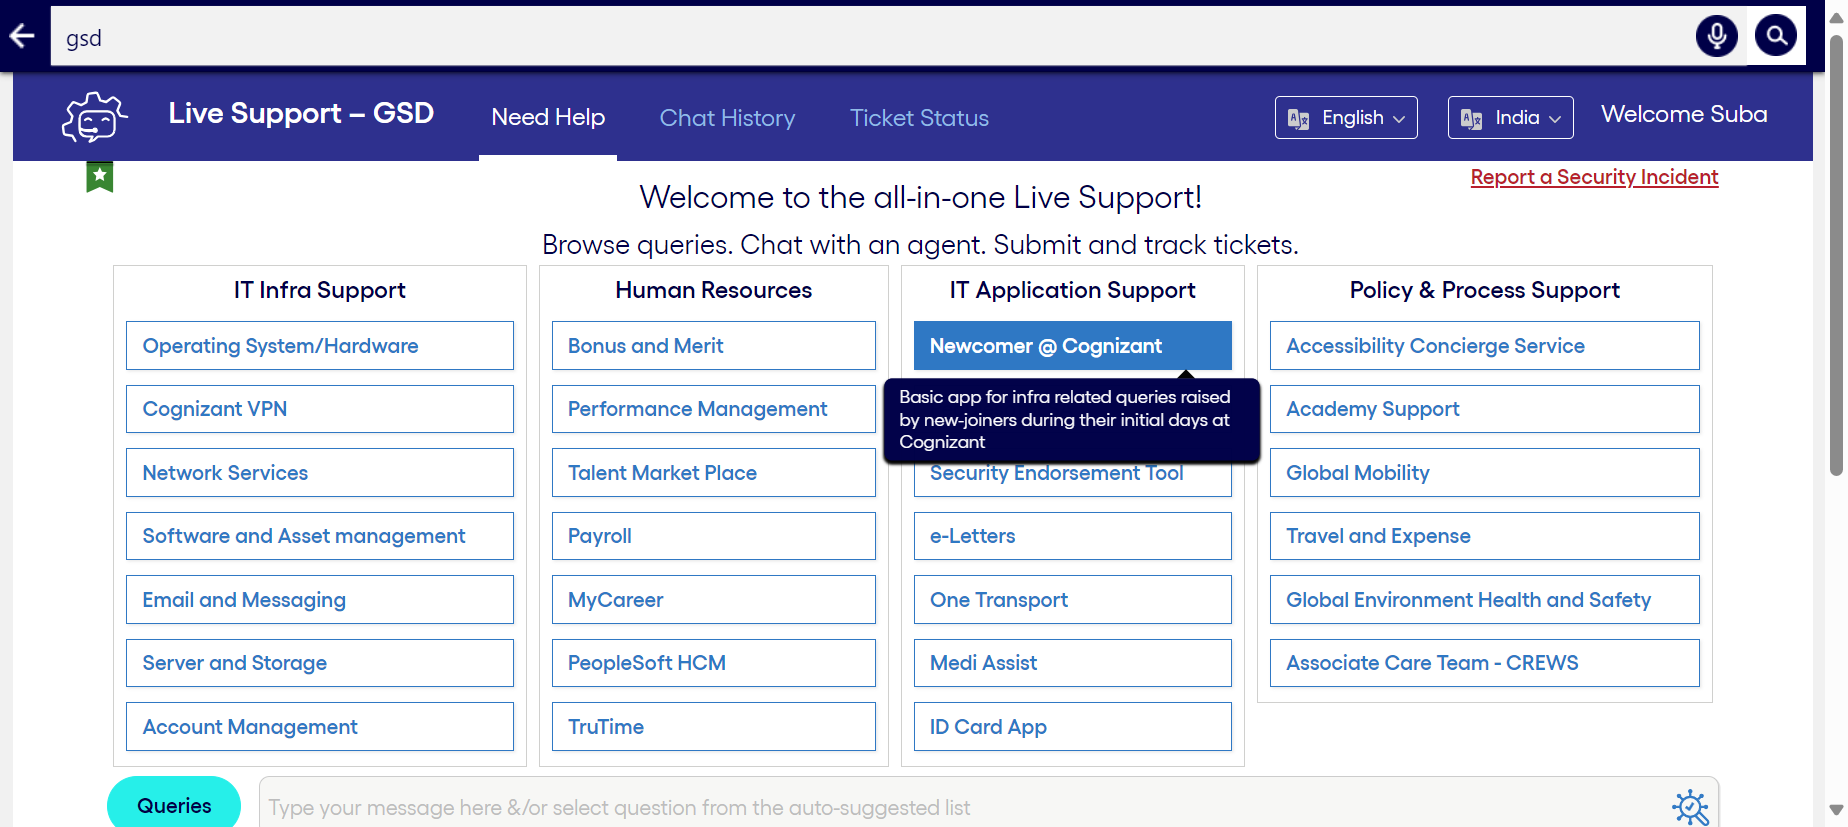 gsd
Live Support – GSD
Need Help
Chat History
Ticket Status
English
India
Welcome Suba
Report a Security Incident
Welcome to the all-in-one Live Support!
Browse queries. Chat with an agent. Submit and track tickets.
IT Infra Support
Operating System/Hardware
Cognizant VPN
Network Services
Software and Asset management
Email and Messaging
Server and Storage
Account Management
Human Resources
Bonus and Merit
Performance Management
Talent Market Place
Payroll
MyCareer
PeopleSoft HCM
TruTime
IT Application Support
Newcomer @ Cognizant
Basic app for infra related queries raised
by new-joiners during their initial days at
Cognizant
Security Endorsement Tool
e-Letters
One Transport
Medi Assist
ID Card App
Policy & Process Support
Accessibility Concierge Service
Academy Support
Global Mobility
Travel and Expense
Global Environment Health and Safety
Associate Care Team - CREWS
Queries
Type your message here &/or select question from the auto-suggested list